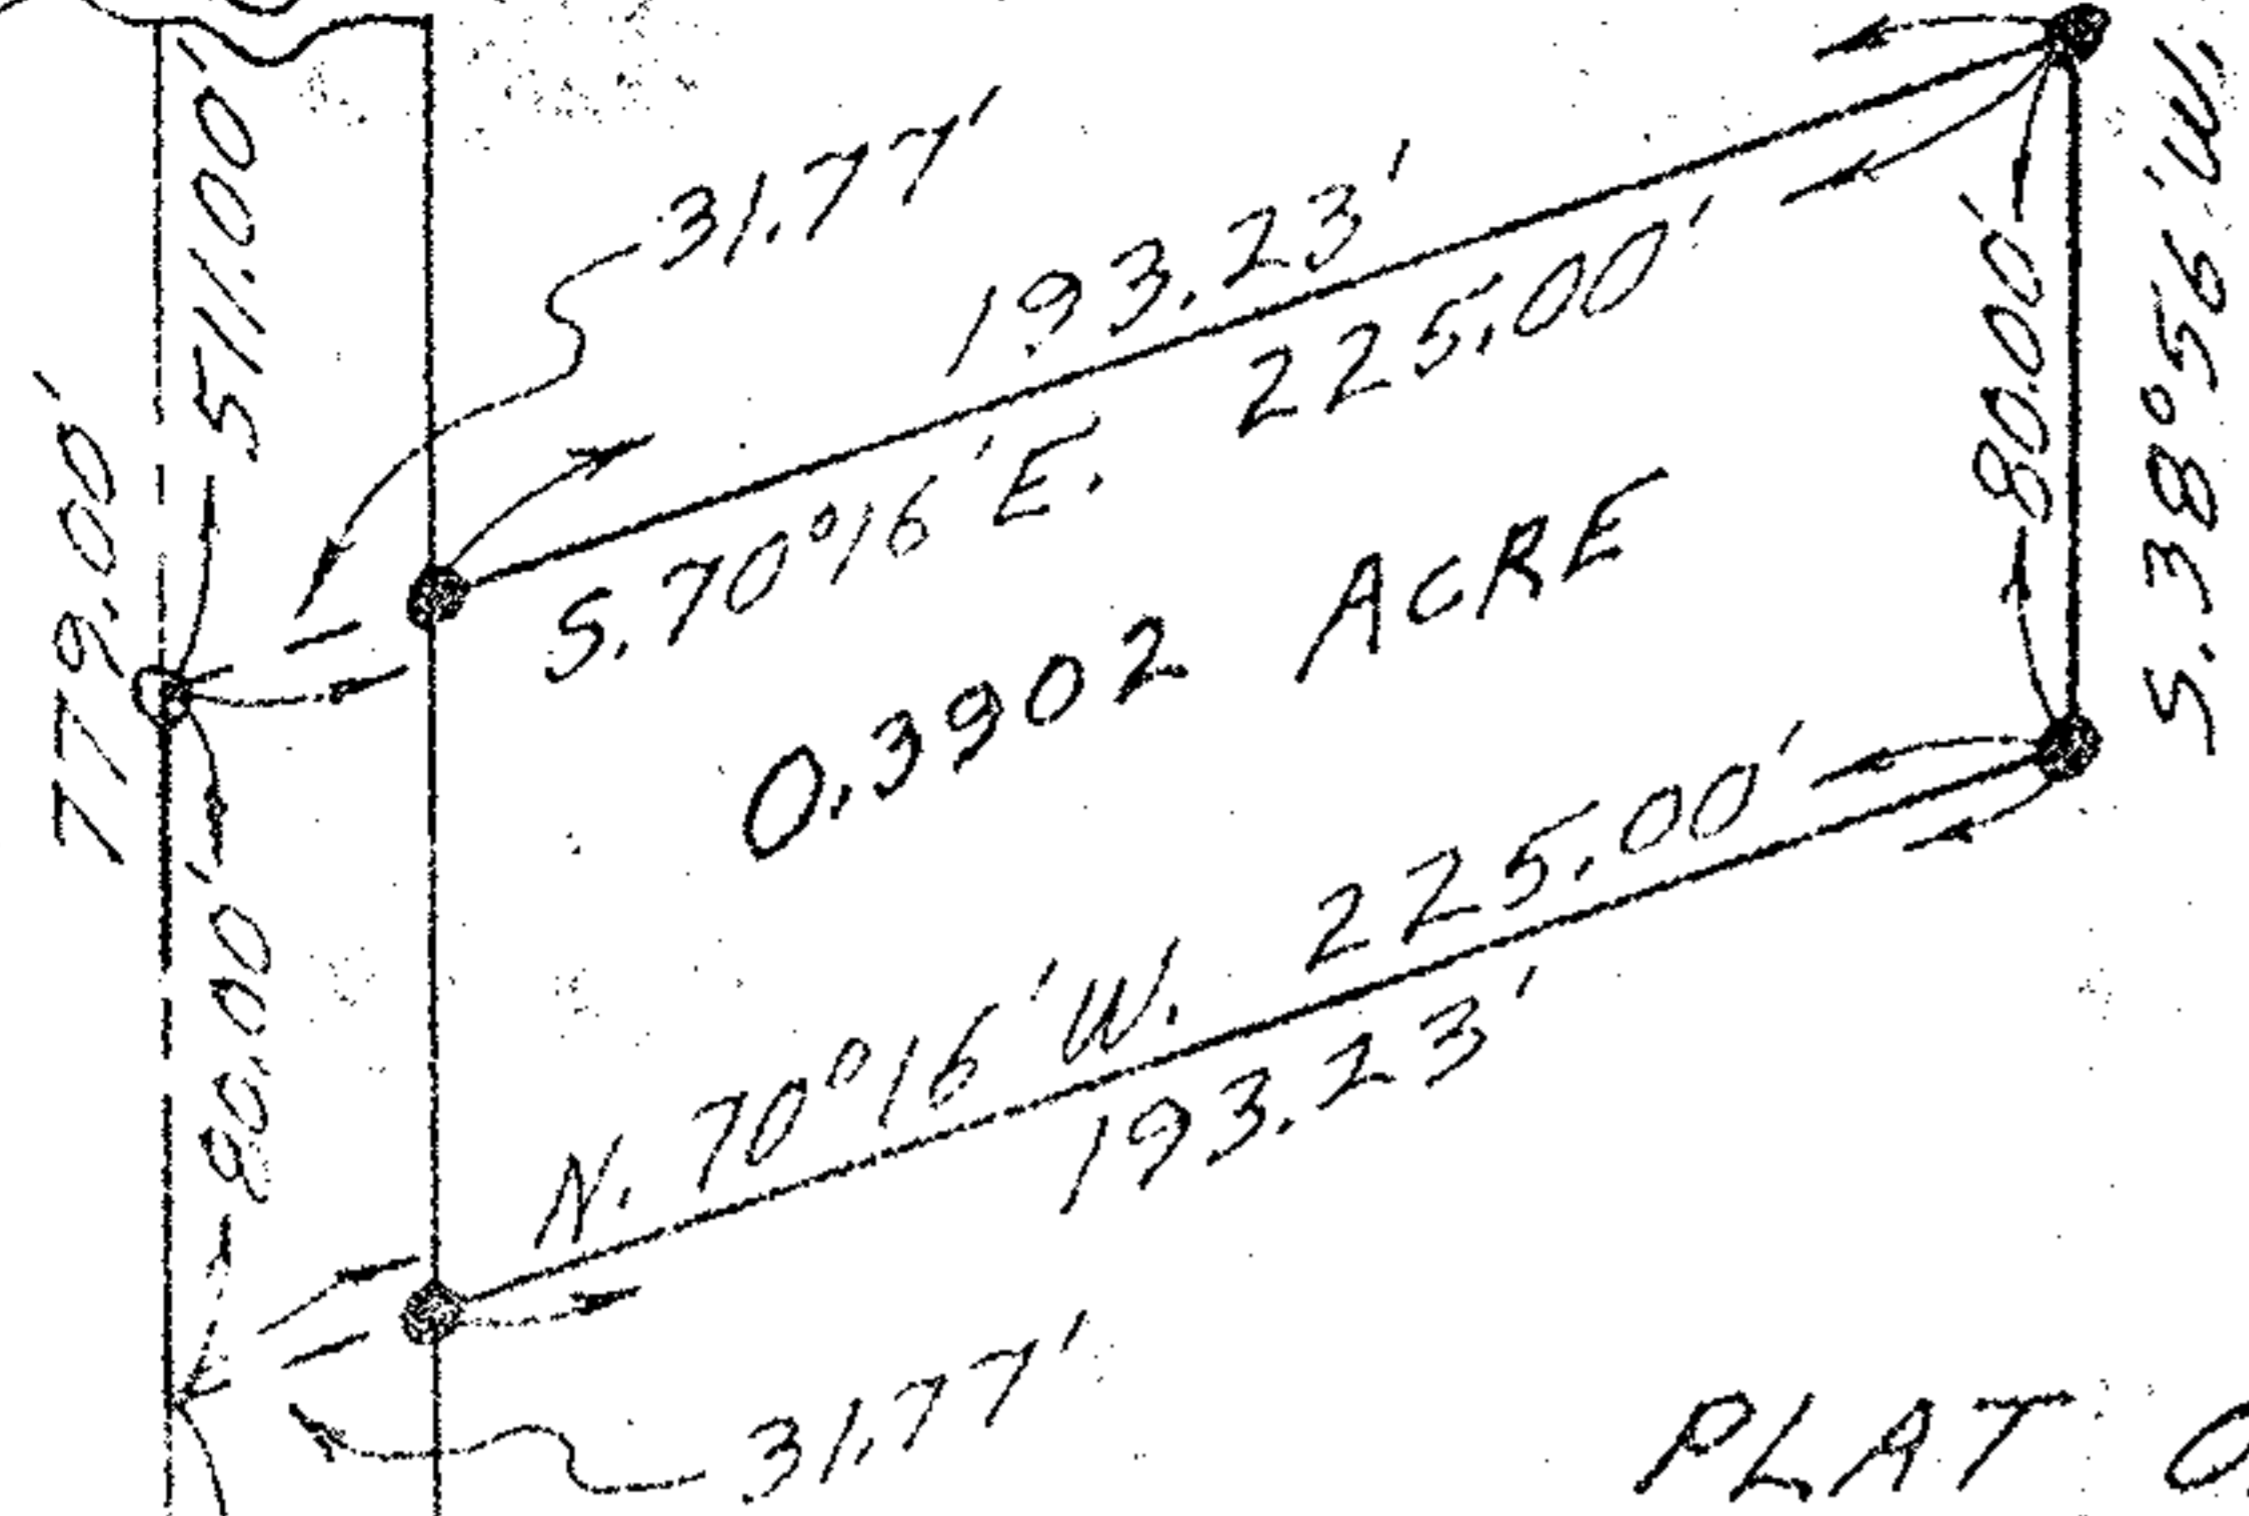 511.00'
31.77'
193.23'
S. 70°16'E. 225.00'
80.00'
S. 38°56'W.
779.00'
0.3902 ACRE
80.00'
N. 70°16'W. 225.00'
193.23'
31.77'
PLAT